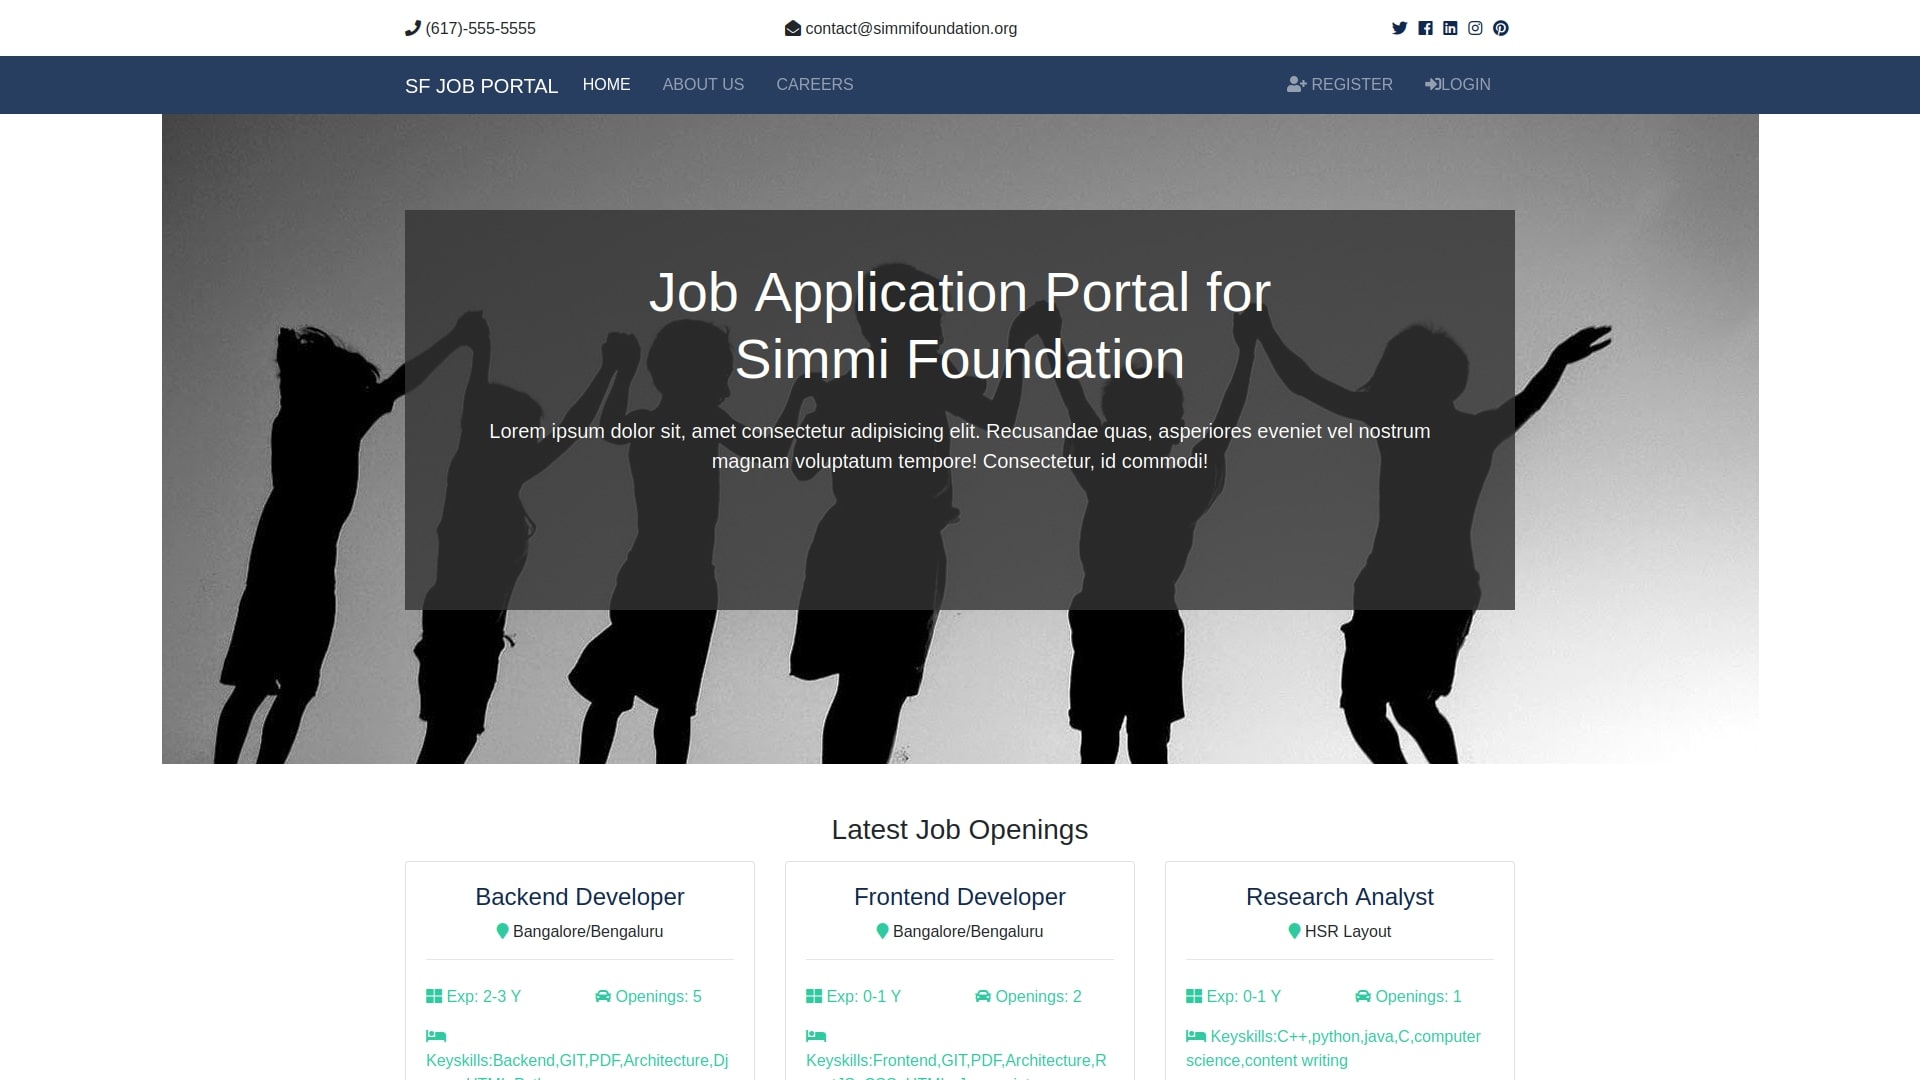 (617)-555-5555
contact@simmifoundation.org
SF JOB PORTAL
HOME
ABOUT US
CAREERS
REGISTER
LOGIN
Job Application Portal for
Simmi Foundation
Lorem ipsum dolor sit, amet consectetur adipisicing elit. Recusandae quas, asperiores eveniet vel nostrum
magnam voluptatum tempore! Consectetur, id commodi!
Latest Job Openings
Backend Developer
Bangalore/Bengaluru
Exp: 2-3 Y
Openings: 5
Keyskills:Backend,GIT,PDF,Architecture,Dj
Frontend Developer
Bangalore/Bengaluru
Exp: 0-1 Y
Openings: 2
Keyskills:Frontend,GIT,PDF,Architecture,R
Research Analyst
HSR Layout
Exp: 0-1 Y
Openings: 1
Keyskills:C++,python,java,C,computer
science,content writing